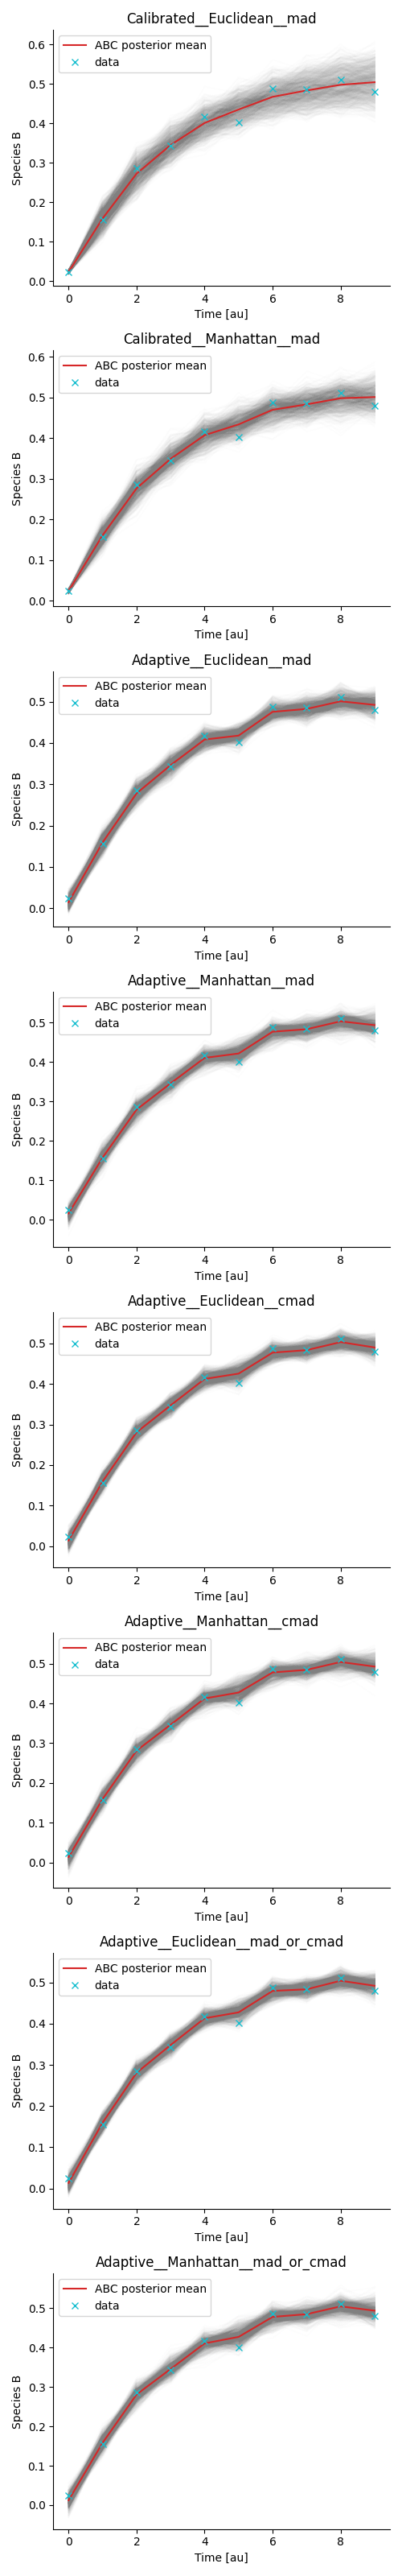 Calibrated__Euclidean__mad
ABC posterior mean
data
Species B
0.6
0.5
0.4
0.3
0.2
0.1
0.0
0 2 4 6 8
Time [au]
Calibrated__Manhattan__mad
ABC posterior mean
data
Species B
0.6
0.5
0.4
0.3
0.2
0.1
0.0
0 2 4 6 8
Time [au]
Adaptive__Euclidean__mad
ABC posterior mean
data
Species B
0.5
0.4
0.3
0.2
0.1
0.0
0 2 4 6 8
Time [au]
Adaptive__Manhattan__mad
ABC posterior mean
data
Species B
0.5
0.4
0.3
0.2
0.1
0.0
0 2 4 6 8
Time [au]
Adaptive__Euclidean__cmad
ABC posterior mean
data
Species B
0.5
0.4
0.3
0.2
0.1
0.0
0 2 4 6 8
Time [au]
Adaptive__Manhattan__cmad
ABC posterior mean
data
Species B
0.5
0.4
0.3
0.2
0.1
0.0
0 2 4 6 8
Time [au]
Adaptive__Euclidean__mad_or_cmad
ABC posterior mean
data
Species B
0.5
0.4
0.3
0.2
0.1
0.0
0 2 4 6 8
Time [au]
Adaptive__Manhattan__mad_or_cmad
ABC posterior mean
data
Species B
0.5
0.4
0.3
0.2
0.1
0.0
0 2 4 6 8
Time [au]